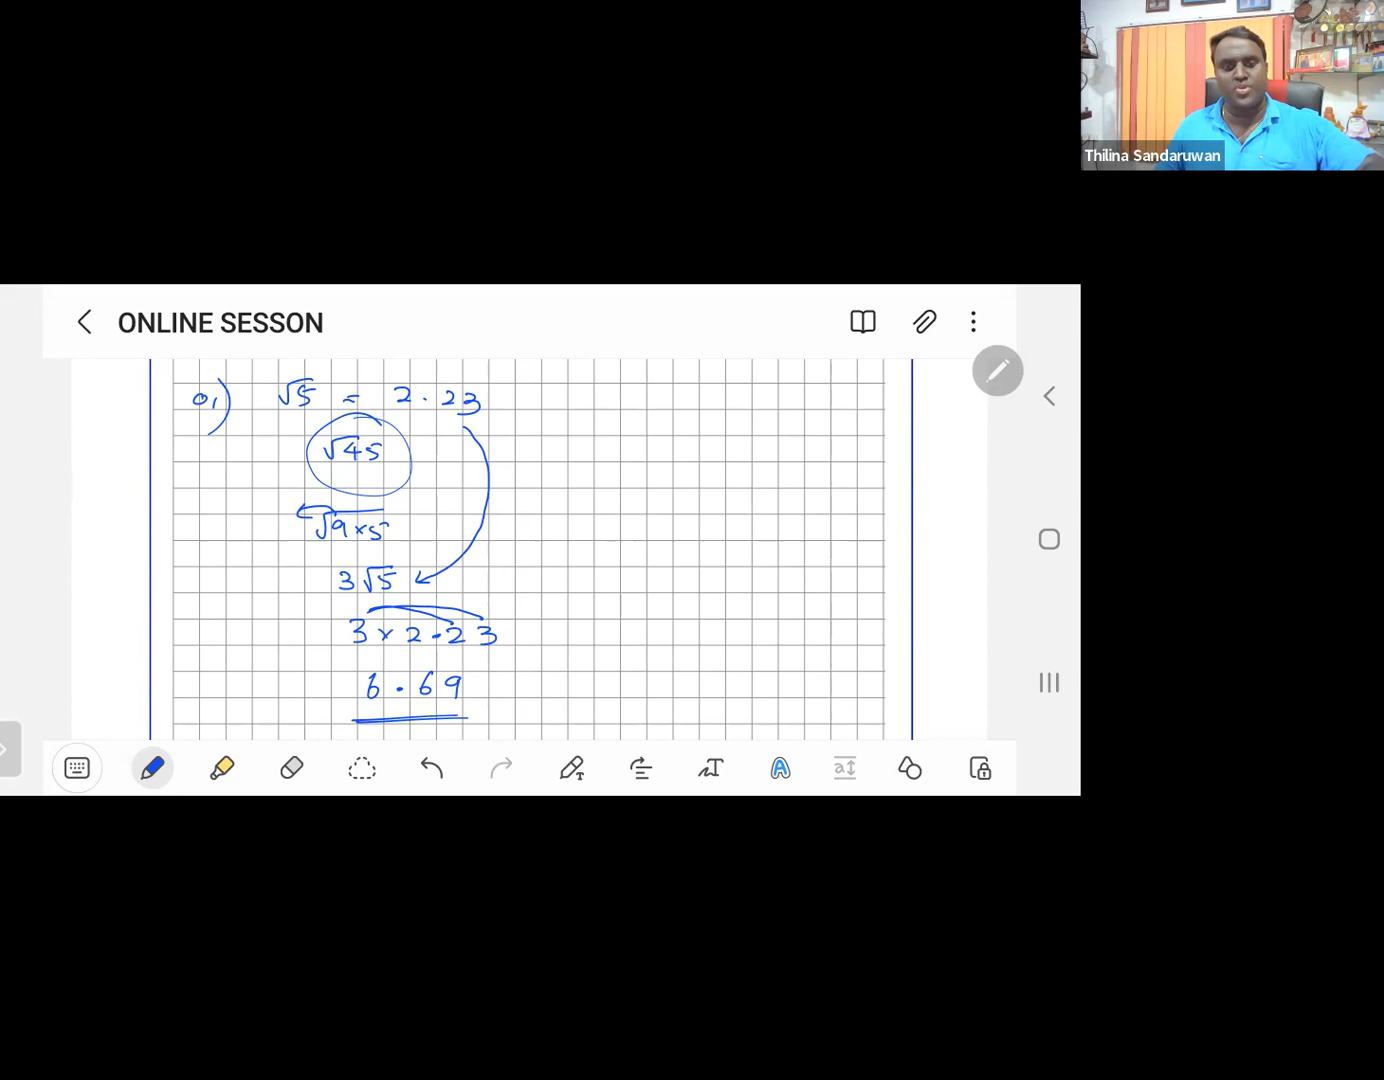 Thilina Sandaruwan
ONLINE SESSON
01) √5 = 2.23
√45
√9×5
3√5
3×2.23
6.69